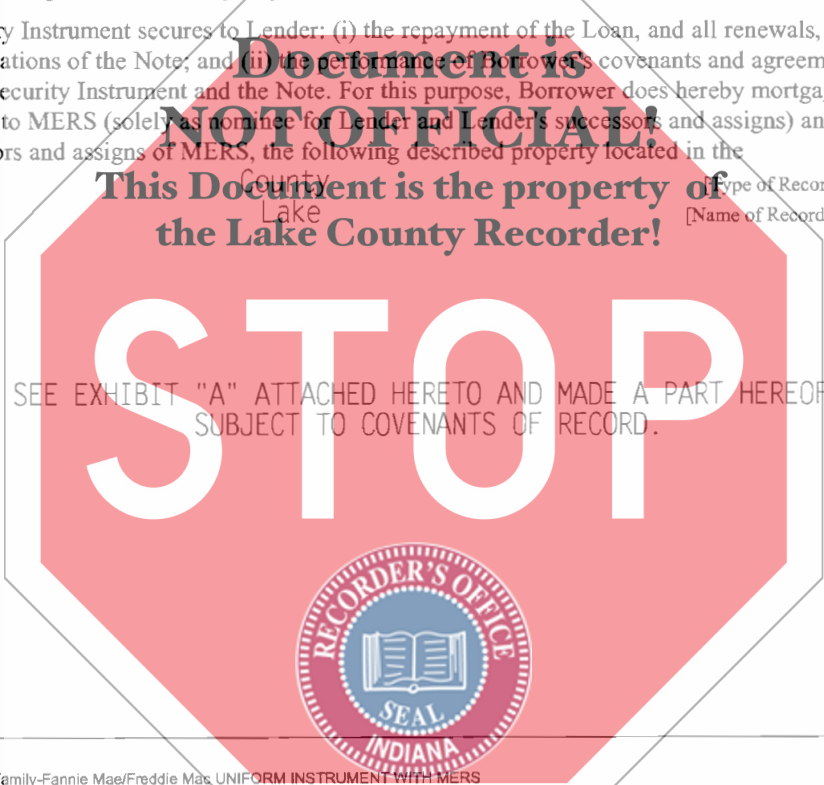 y Instrument secures to Lender: (i) the repayment of the Loan, and all renewals,
ations of the Note; and (ii) the performance of Borrower's covenants and agreem
ecurity Instrument and the Note. For this purpose, Borrower does hereby mortga
to MERS (solely as nominee for Lender and Lender's successors and assigns) an
rs and assigns of MERS, the following described property located in the
County [Type of Recor
Lake [Name of Record
Document is
NOT OFFICIAL!
This Document is the property of
the Lake County Recorder!
STOP
SEE EXHIBIT "A" ATTACHED HERETO AND MADE A PART HEREOF
SUBJECT TO COVENANTS OF RECORD.
RECORDER'S OFFICE
SEAL
INDIANA
amily-Fannie Mae/Freddie Mac UNIFORM INSTRUMENT WITH MERS